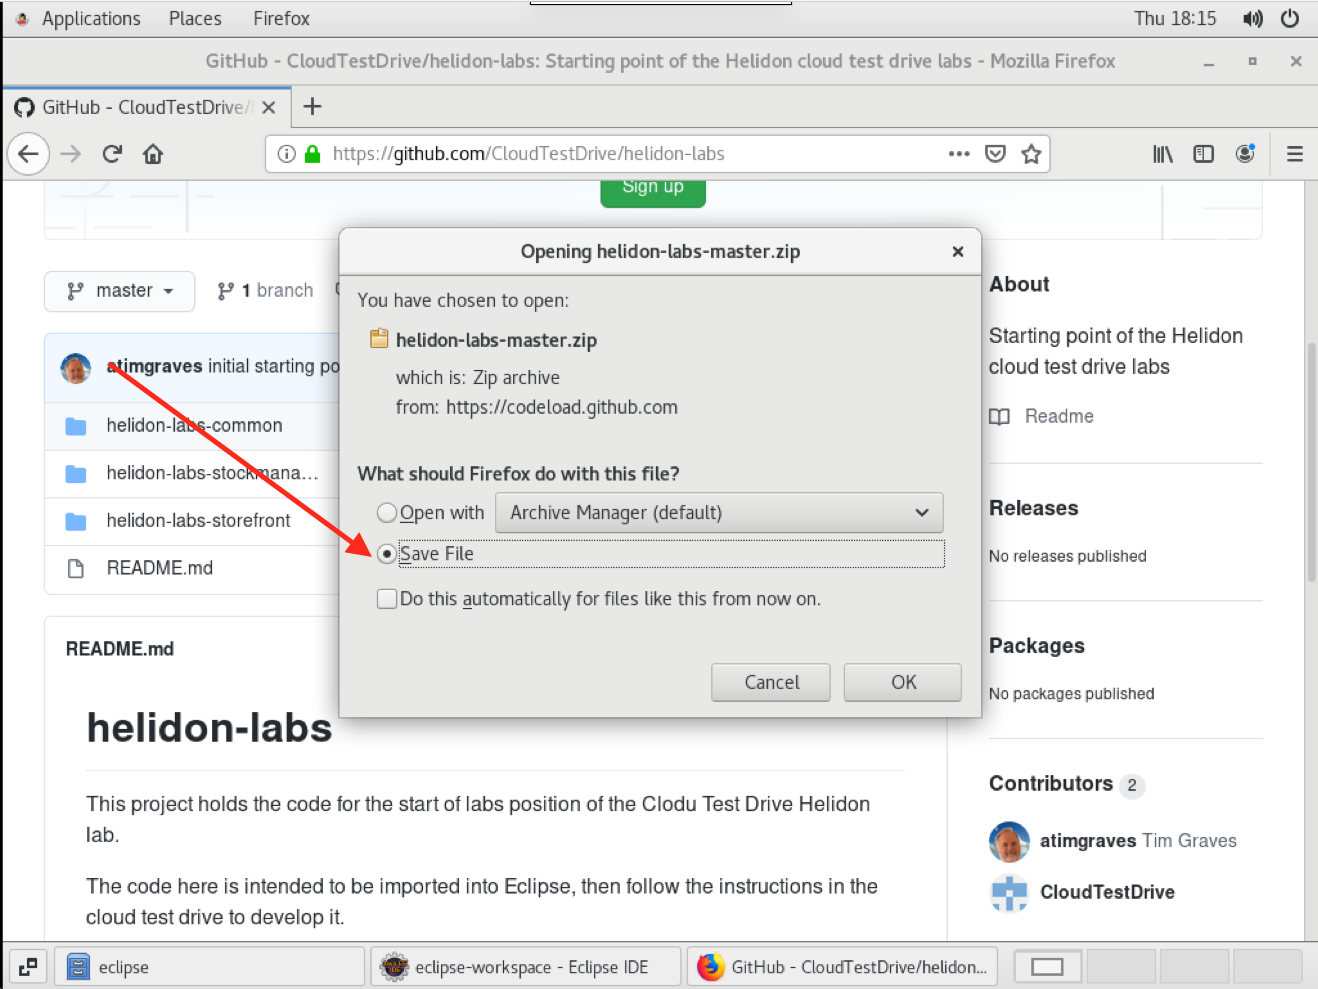 Applications Places Firefox Thu 18:15
GitHub - CloudTestDrive/helidon-labs: Starting point of the Helidon cloud test drive labs - Mozilla Firefox
GitHub - CloudTestDrive/
https://github.com/CloudTestDrive/helidon-labs
Sign up
master
1 branch
atimgraves initial starting po
helidon-labs-common
helidon-labs-stockmana…
helidon-labs-storefront
README.md
Opening helidon-labs-master.zip
You have chosen to open:
helidon-labs-master.zip
which is: Zip archive
from: https://codeload.github.com
What should Firefox do with this file?
Open with Archive Manager (default)
Save File
Do this automatically for files like this from now on.
Cancel OK
README.md
helidon-labs
This project holds the code for the start of labs position of the Clodu Test Drive Helidon
lab.
The code here is intended to be imported into Eclipse, then follow the instructions in the
cloud test drive to develop it.
About
Starting point of the Helidon
cloud test drive labs
Readme
Releases
No releases published
Packages
No packages published
Contributors 2
atimgraves Tim Graves
CloudTestDrive
eclipse
eclipse-workspace - Eclipse IDE
GitHub - CloudTestDrive/helidon...